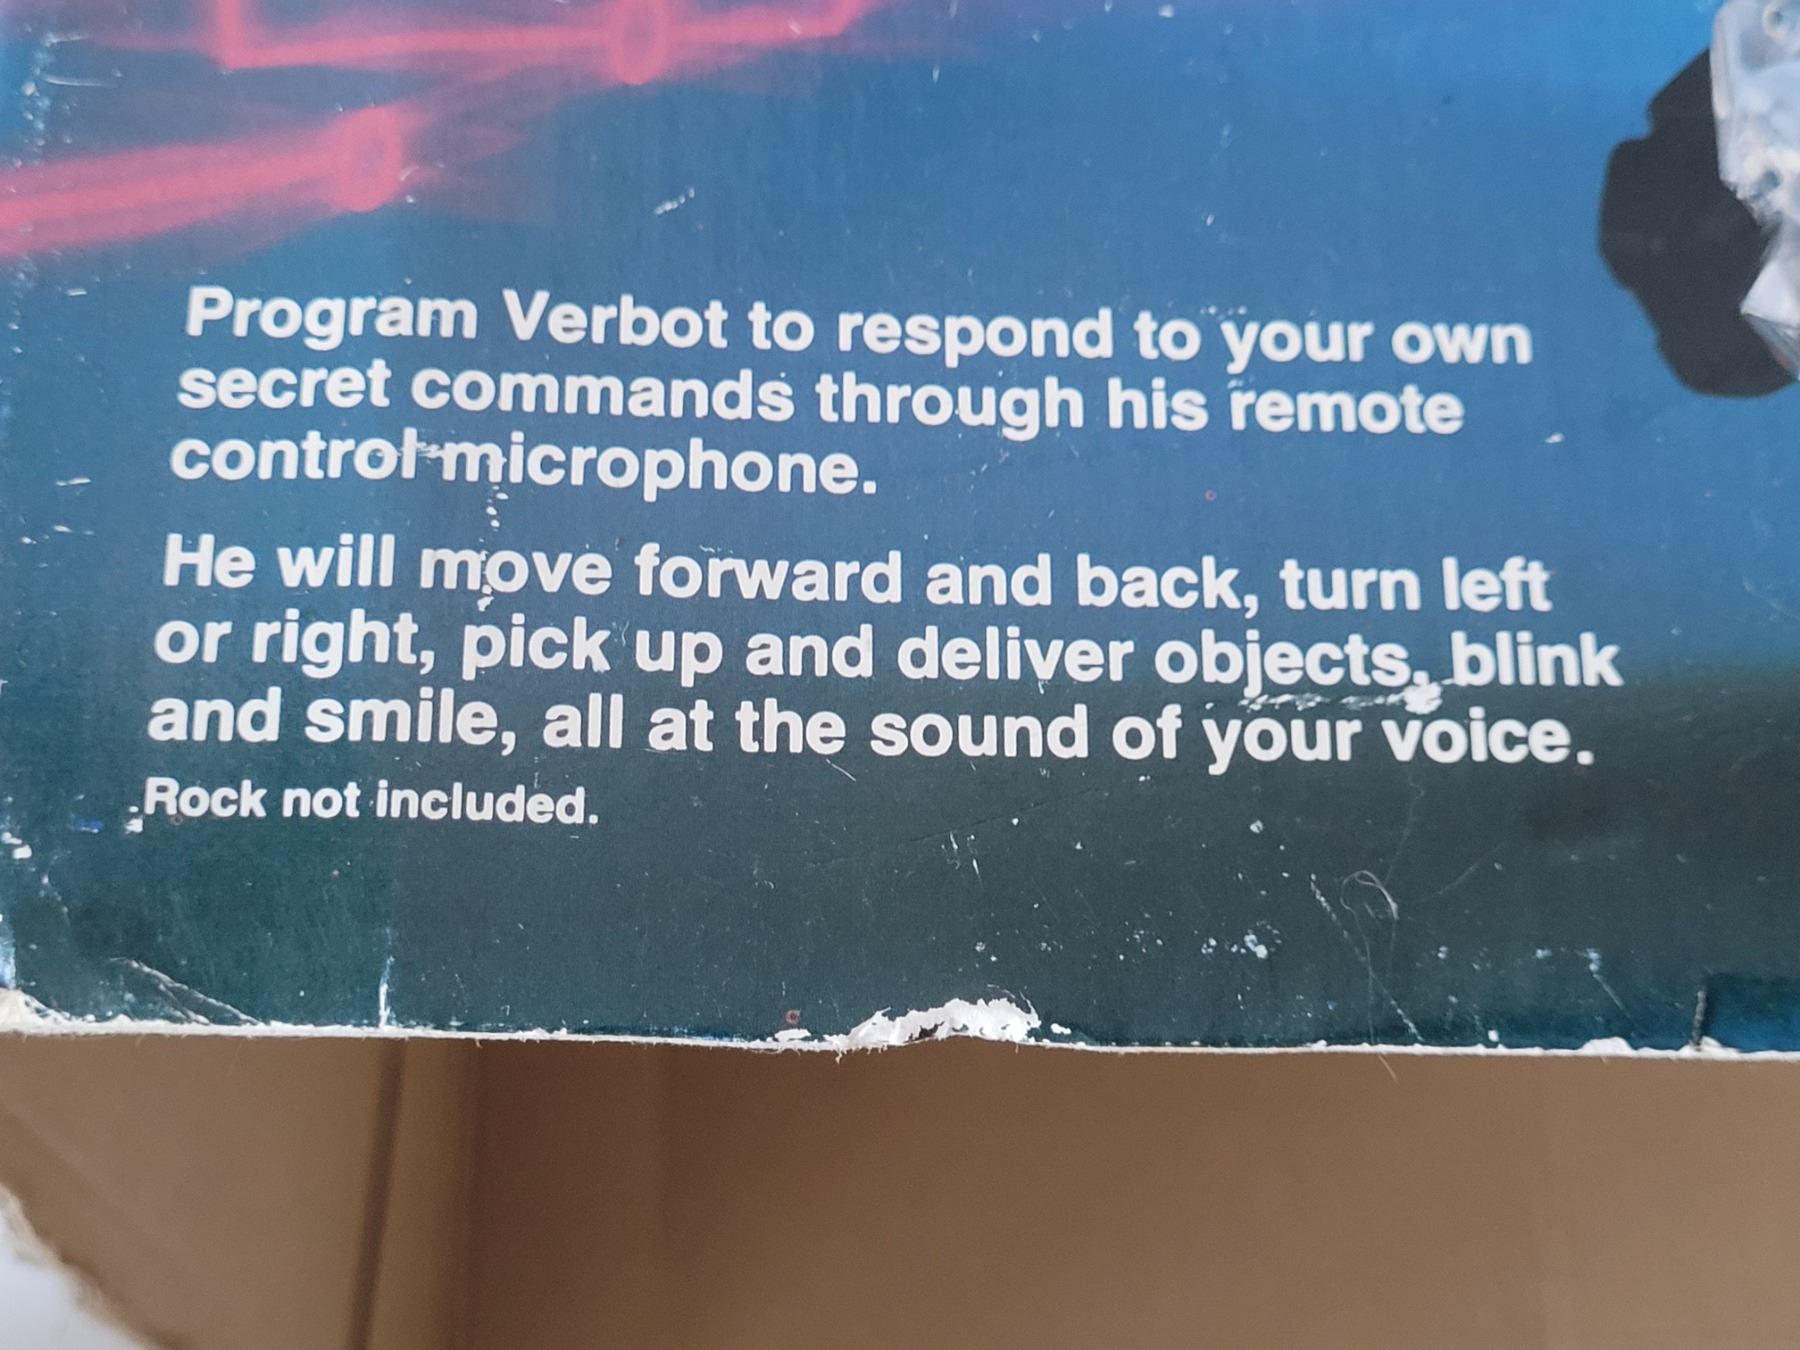 Program Verbot to respond to your own
secret commands through his remote
control microphone.
He will move forward and back, turn left
or right, pick up and deliver objects, blink
and smile, all at the sound of your voice.
Rock not included.